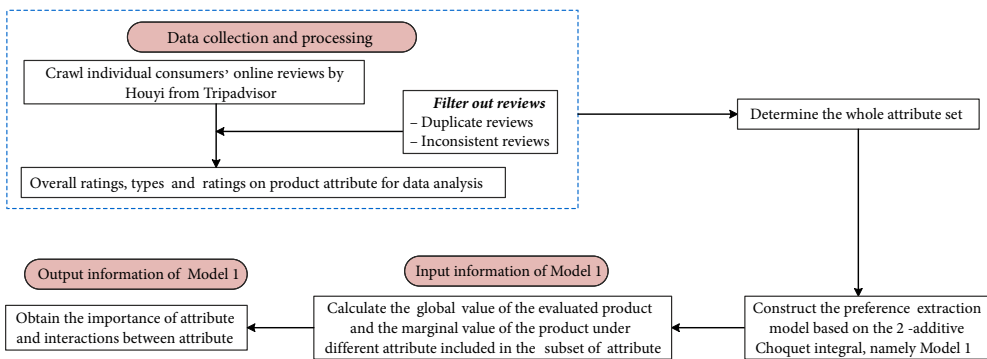 Data collection and processing
Crawl individual consumers' online reviews by
Houyi from Tripadvisor
Filter out reviews
– Duplicate reviews
– Inconsistent reviews
Overall ratings, types and ratings on product attribute for data analysis
Determine the whole attribute set
Construct the preference extraction
model based on the 2 -additive
Choquet integral, namely Model 1
Input information of Model 1
Calculate the global value of the evaluated product
and the marginal value of the product under
different attribute included in the subset of attribute
Output information of Model 1
Obtain the importance of attribute
and interactions between attribute